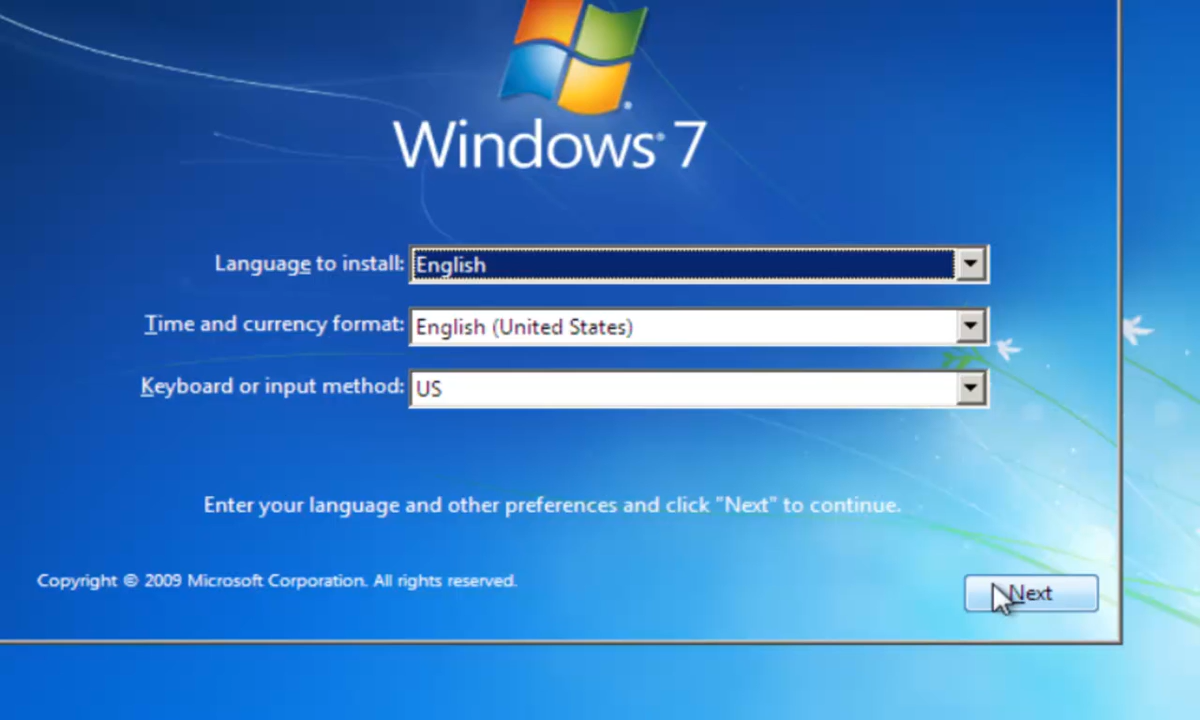 Windows® 7
Language to install: English
Time and currency format: English (United States)
Keyboard or input method: US
Enter your language and other preferences and click "Next" to continue.
Copyright © 2009 Microsoft Corporation. All rights reserved.
Next